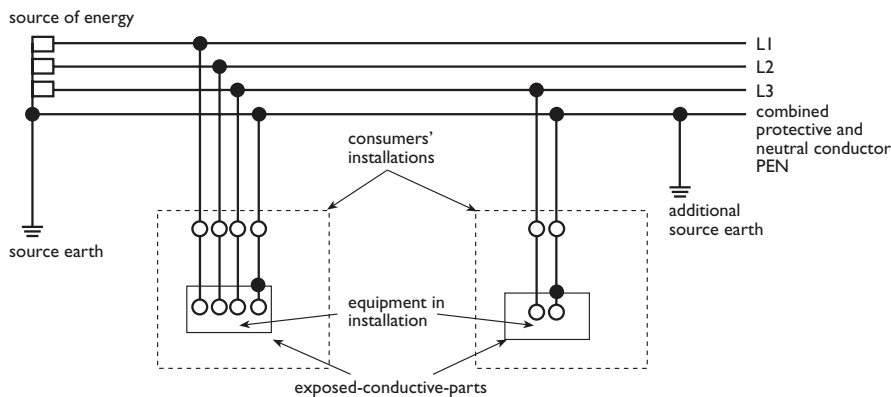 source of energy
L1
L2
L3
combined
protective and
neutral conductor
PEN
consumers'
installations
source earth
additional
source earth
equipment in
installation
exposed-conductive-parts